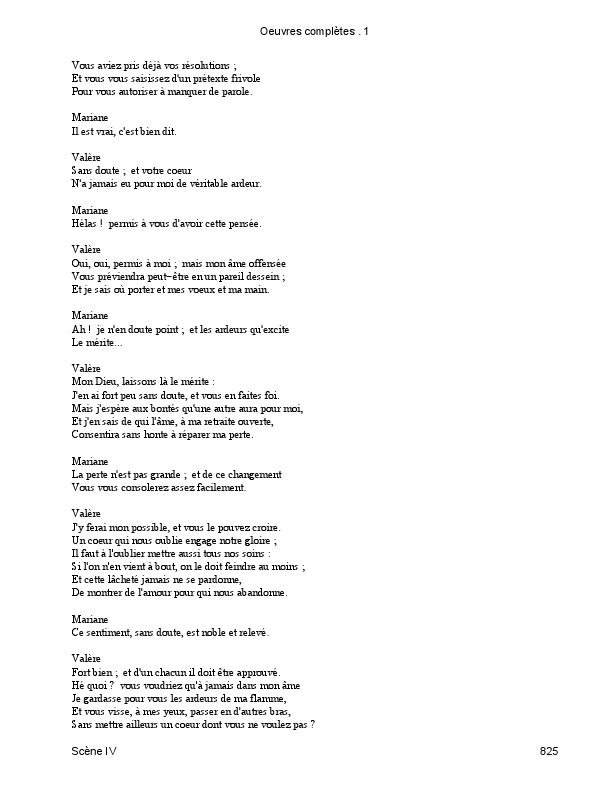 Oeuvres complètes . 1
Vous aviez pris déjà vos résolutions ;
Et vous vous saisissez d'un prétexte frivole
Pour vous autoriser à manquer de parole.
Mariane
Il est vrai, c'est bien dit.
Valère
Sans doute ; et votre coeur
N'a jamais eu pour moi de véritable ardeur.
Mariane
Hélas ! permis à vous d'avoir cette pensée.
Valère
Oui, oui, permis à moi ; mais mon âme offensée
Vous préviendra peut-être en un pareil dessein ;
Et je sais où porter et mes voeux et ma main.
Mariane
Ah ! je n'en doute point ; et les ardeurs qu'excite
Le mérite...
Valère
Mon Dieu, laissons là le mérite :
J'en ai fort peu sans doute, et vous en faites foi.
Mais j'espère aux bontés qu'une autre aura pour moi,
Et j'en sais de qui l'âme, à ma retraite ouverte,
Consentira sans honte à réparer ma perte.
Mariane
La perte n'est pas grande ; et de ce changement
Vous vous consolerez assez facilement.
Valère
J'y ferai mon possible, et vous le pouvez croire.
Un coeur qui nous oublie engage notre gloire ;
Il faut à l'oublier mettre aussi tous nos soins :
Si l'on n'en vient à bout, on le doit feindre au moins ;
Et cette lâcheté jamais ne se pardonne,
De montrer de l'amour pour qui nous abandonne.
Mariane
Ce sentiment, sans doute, est noble et relevé.
Valère
Fort bien ; et d'un chacun il doit être approuvé.
Hé quoi ? vous voudriez qu'à jamais dans mon âme
Je gardasse pour vous les ardeurs de ma flamme,
Et vous visse, à mes yeux, passer en d'autres bras,
Sans mettre ailleurs un coeur dont vous ne voulez pas ?
Scène IV 825